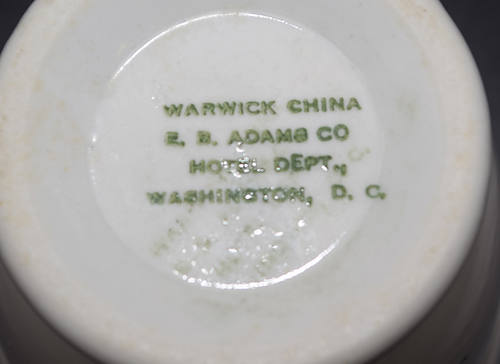 WARWICK CHINA
E. B. ADAMS CO
HOTEL DEPT.,
WASHINGTON, D. C.